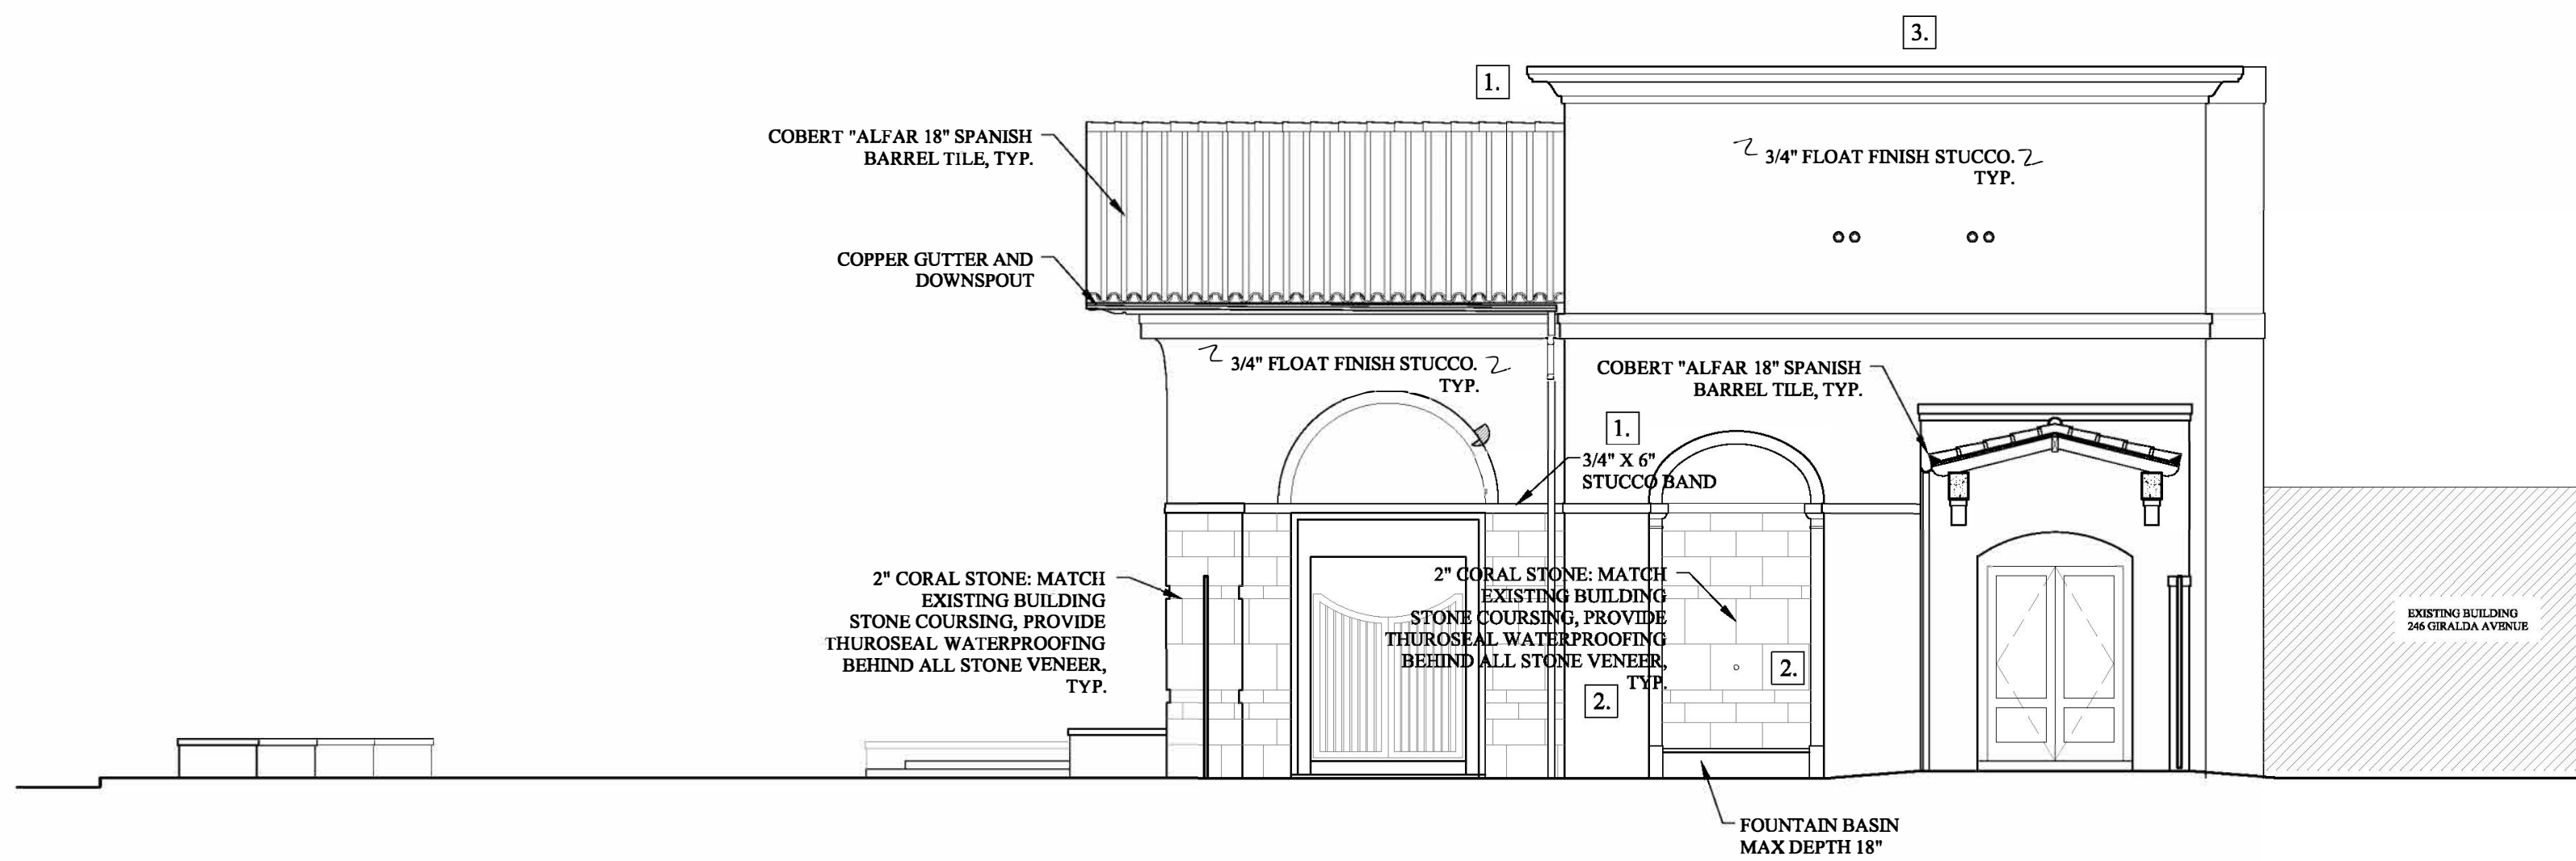 3.
1.
COBERT "ALFAR 18" SPANISH
BARREL TILE, TYP.
3/4" FLOAT FINISH STUCCO.
TYP.
COPPER GUTTER AND
DOWNSPOUT
3/4" FLOAT FINISH STUCCO.
TYP.
COBERT "ALFAR 18" SPANISH
BARREL TILE, TYP.
1.
3/4" X 6"
STUCCO BAND
2" CORAL STONE: MATCH
EXISTING BUILDING
STONE COURSING, PROVIDE
THUROSEAL WATERPROOFING
BEHIND ALL STONE VENEER,
TYP.
2" CORAL STONE: MATCH
EXISTING BUILDING
STONE COURSING, PROVIDE
THUROSEAL WATERPROOFING
BEHIND ALL STONE VENEER,
TYP.
2.
2.
EXISTING BUILDING
246 GIRALDA AVENUE
FOUNTAIN BASIN
MAX DEPTH 18"